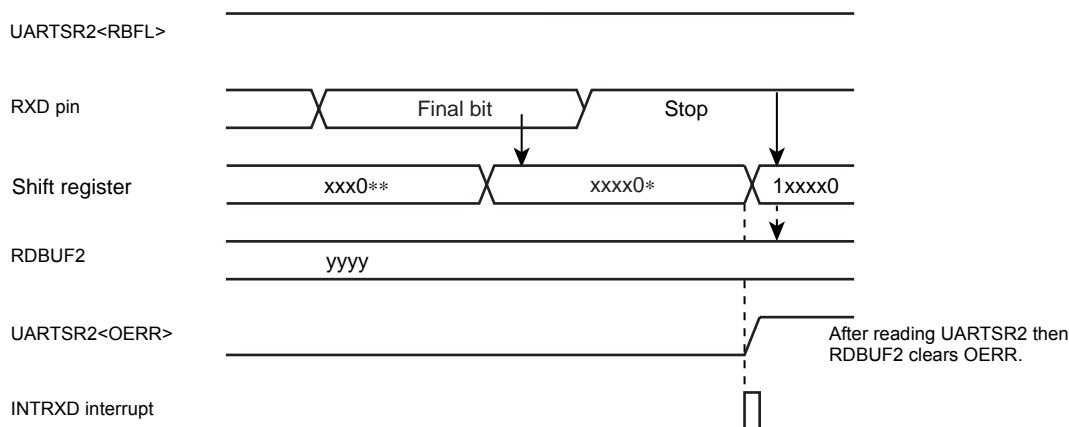 UARTSR2<RBFL>
RXD pin
Final bit
Stop
Shift register
xxx0**
xxxx0*
1xxxx0
RDBUF2
yyyy
UARTSR2<OERR>
After reading UARTSR2 then
RDBUF2 clears OERR.
INTRXD interrupt